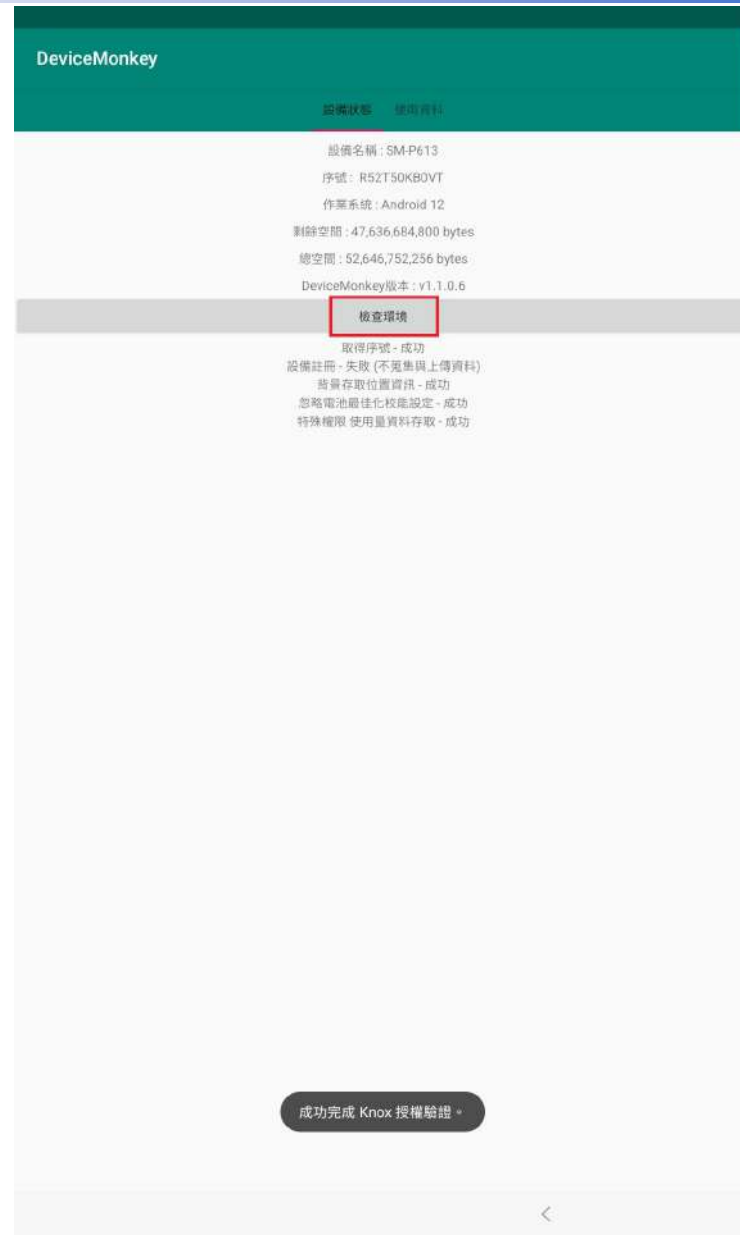 DeviceMonkey
設備狀態 使用資料
設備名稱 : SM-P613
序號 : R52T50KB0VT
作業系統 : Android 12
剩餘空間 : 47,636,684,800 bytes
總空間 : 52,646,752,256 bytes
DeviceMonkey版本 : v1.1.0.6
檢查環境
取得序號 - 成功
設備註冊 - 失敗 (不蒐集與上傳資料)
背景存取位置資訊 - 成功
忽略電池最佳化校能設定 - 成功
特殊權限 使用量資料存取 - 成功
成功完成 Knox 授權驗證。